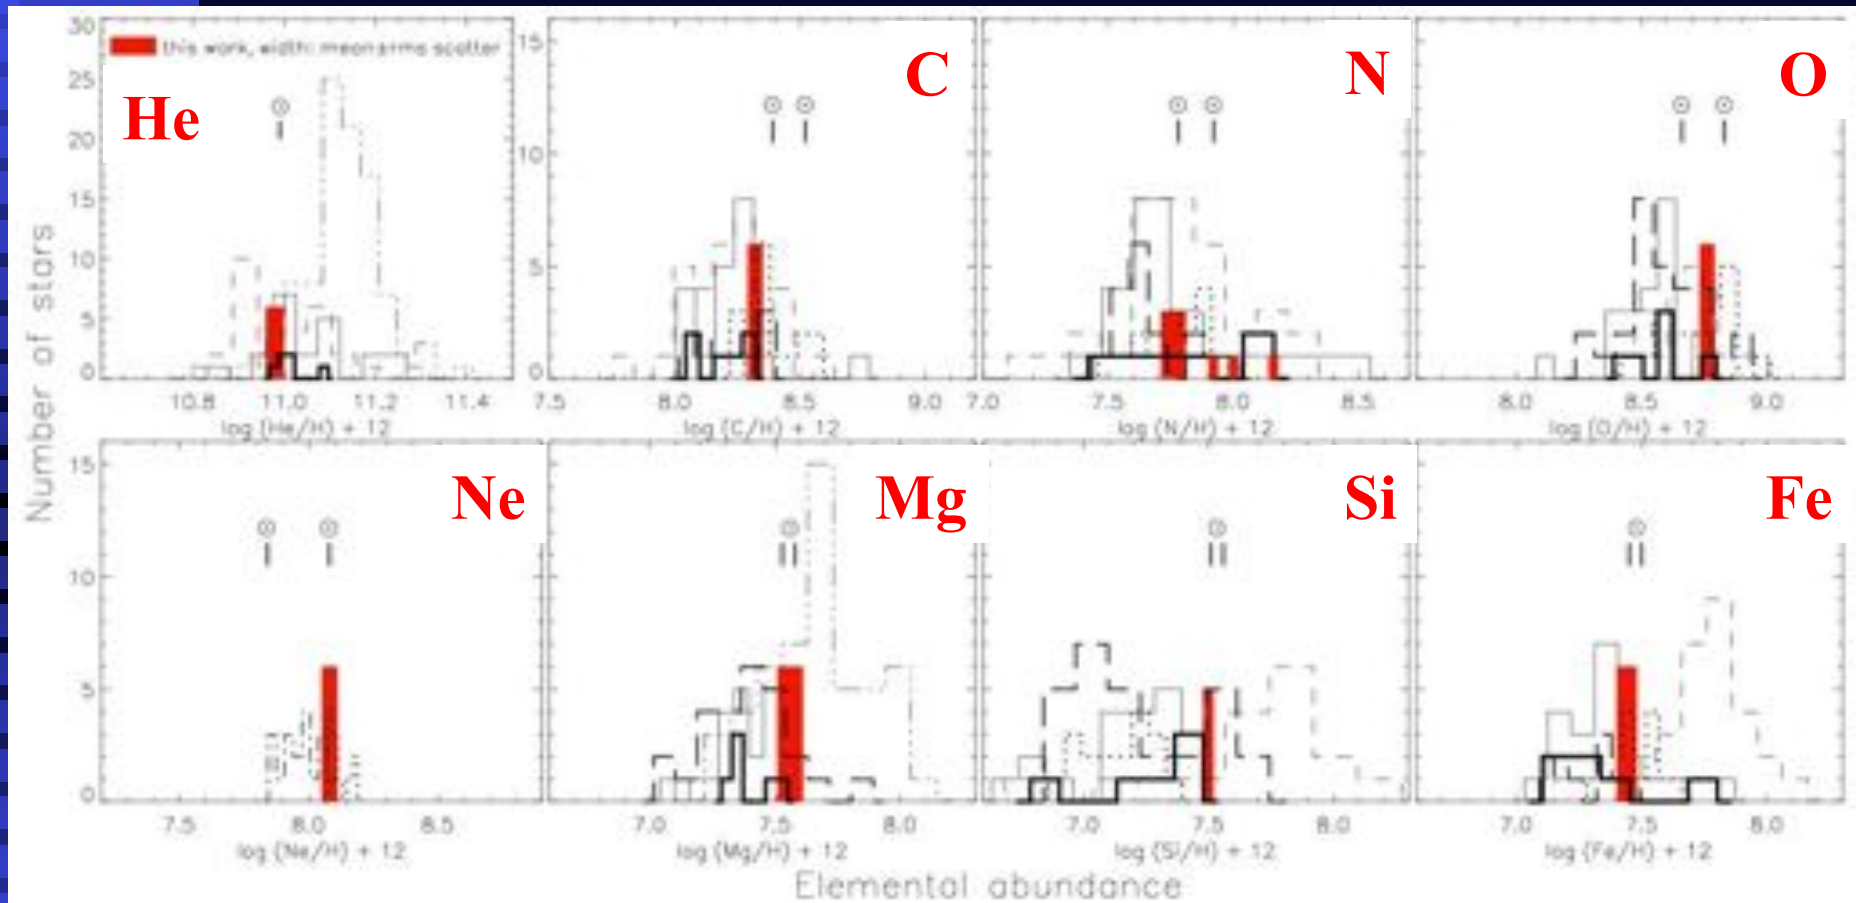 this work, width: mean±rms scatter
He
C
N
O
30
25
20
15
10
5
0
15
10
5
0
10.8 11.0 11.2 11.4
7.5 8.0 8.5 9.0
7.0 7.5 8.0 8.5
8.0 8.5 9.0
log (He/H) + 12
log (C/H) + 12
log (N/H) + 12
log (O/H) + 12
Number of stars
Ne
Mg
Si
Fe
15
10
5
0
7.5 8.0 8.5
7.0 7.5 8.0
7.0 7.5 8.0
7.0 7.5 8.0
log (Ne/H) + 12
log (Mg/H) + 12
log (Si/H) + 12
log (Fe/H) + 12
Elemental abundance